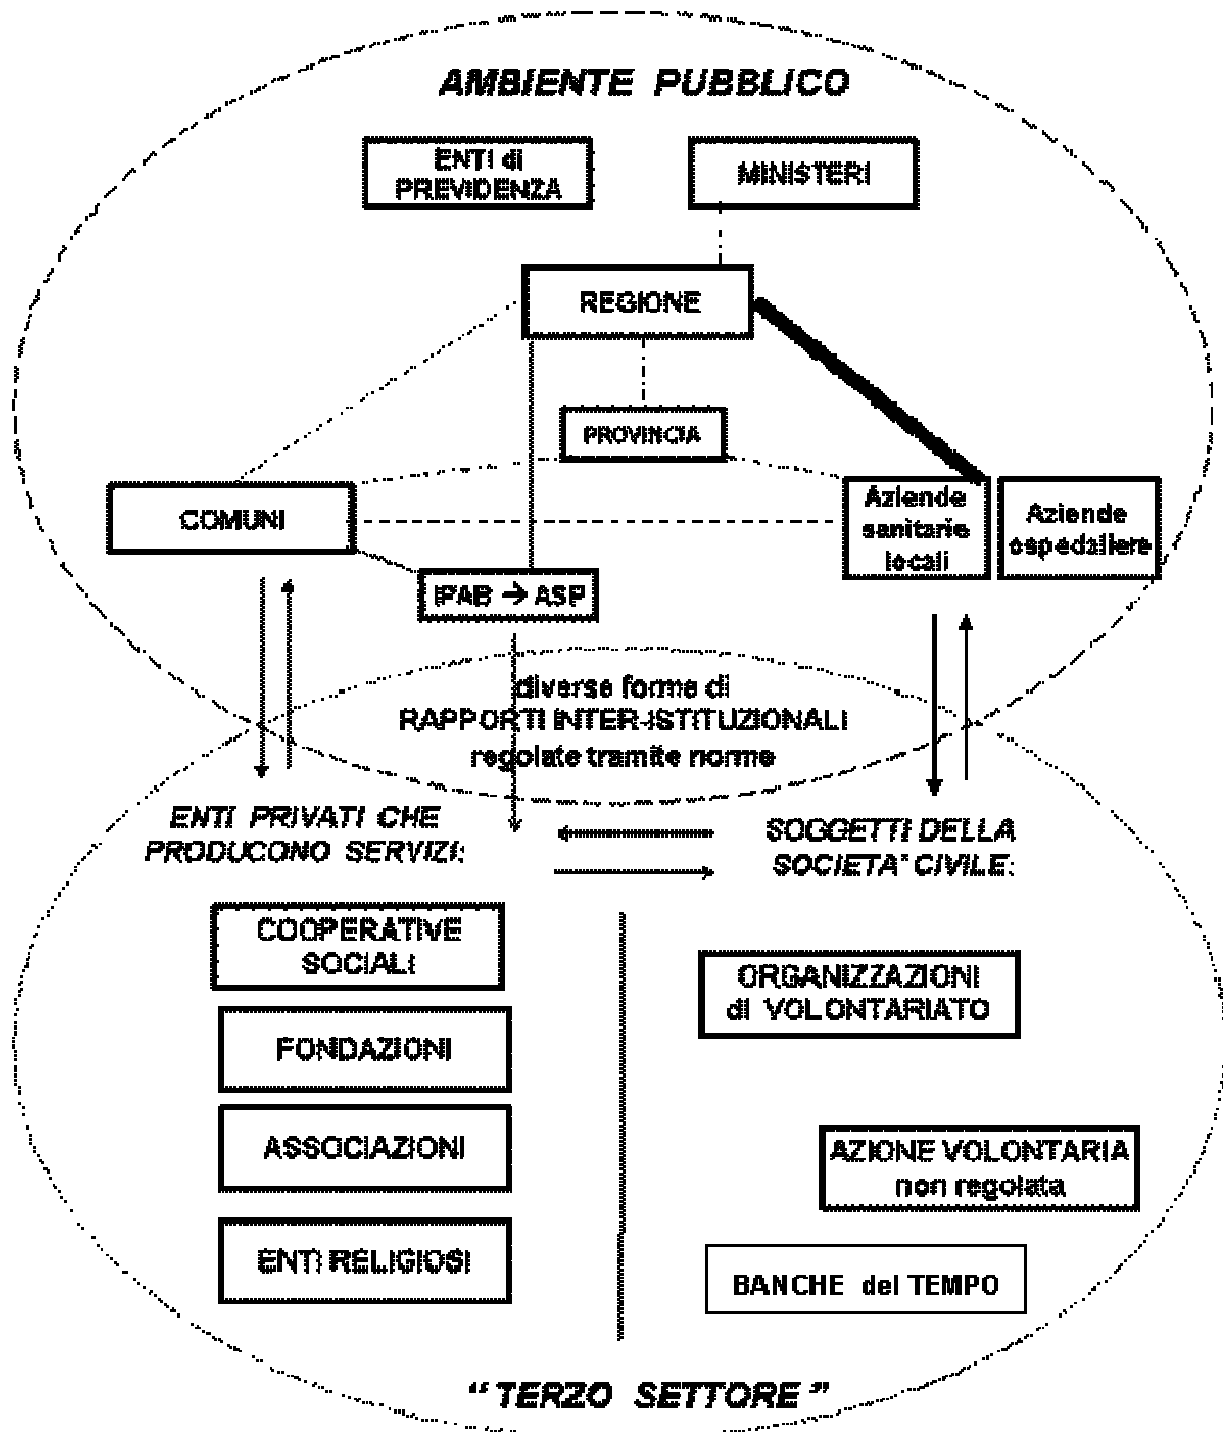 AMBIENTE PUBBLICO
ENTI di
PREVIDENZA
MINISTERI
REGIONE
PROVINCIA
COMUNI
Aziende
sanitarie
locali
Aziende
ospedaliere
IPAB → ASP
diverse forme di
RAPPORTI INTER-ISTITUZIONALI
regolate tramite norme
ENTI PRIVATI CHE
PRODUCONO SERVIZI:
SOGGETTI DELLA
SOCIETA' CIVILE:
COOPERATIVE
SOCIALI
FONDAZIONI
ASSOCIAZIONI
ENTI RELIGIOSI
ORGANIZZAZIONI
di VOLONTARIATO
AZIONE VOLONTARIA
non regolata
BANCHE del TEMPO
“TERZO SETTORE”